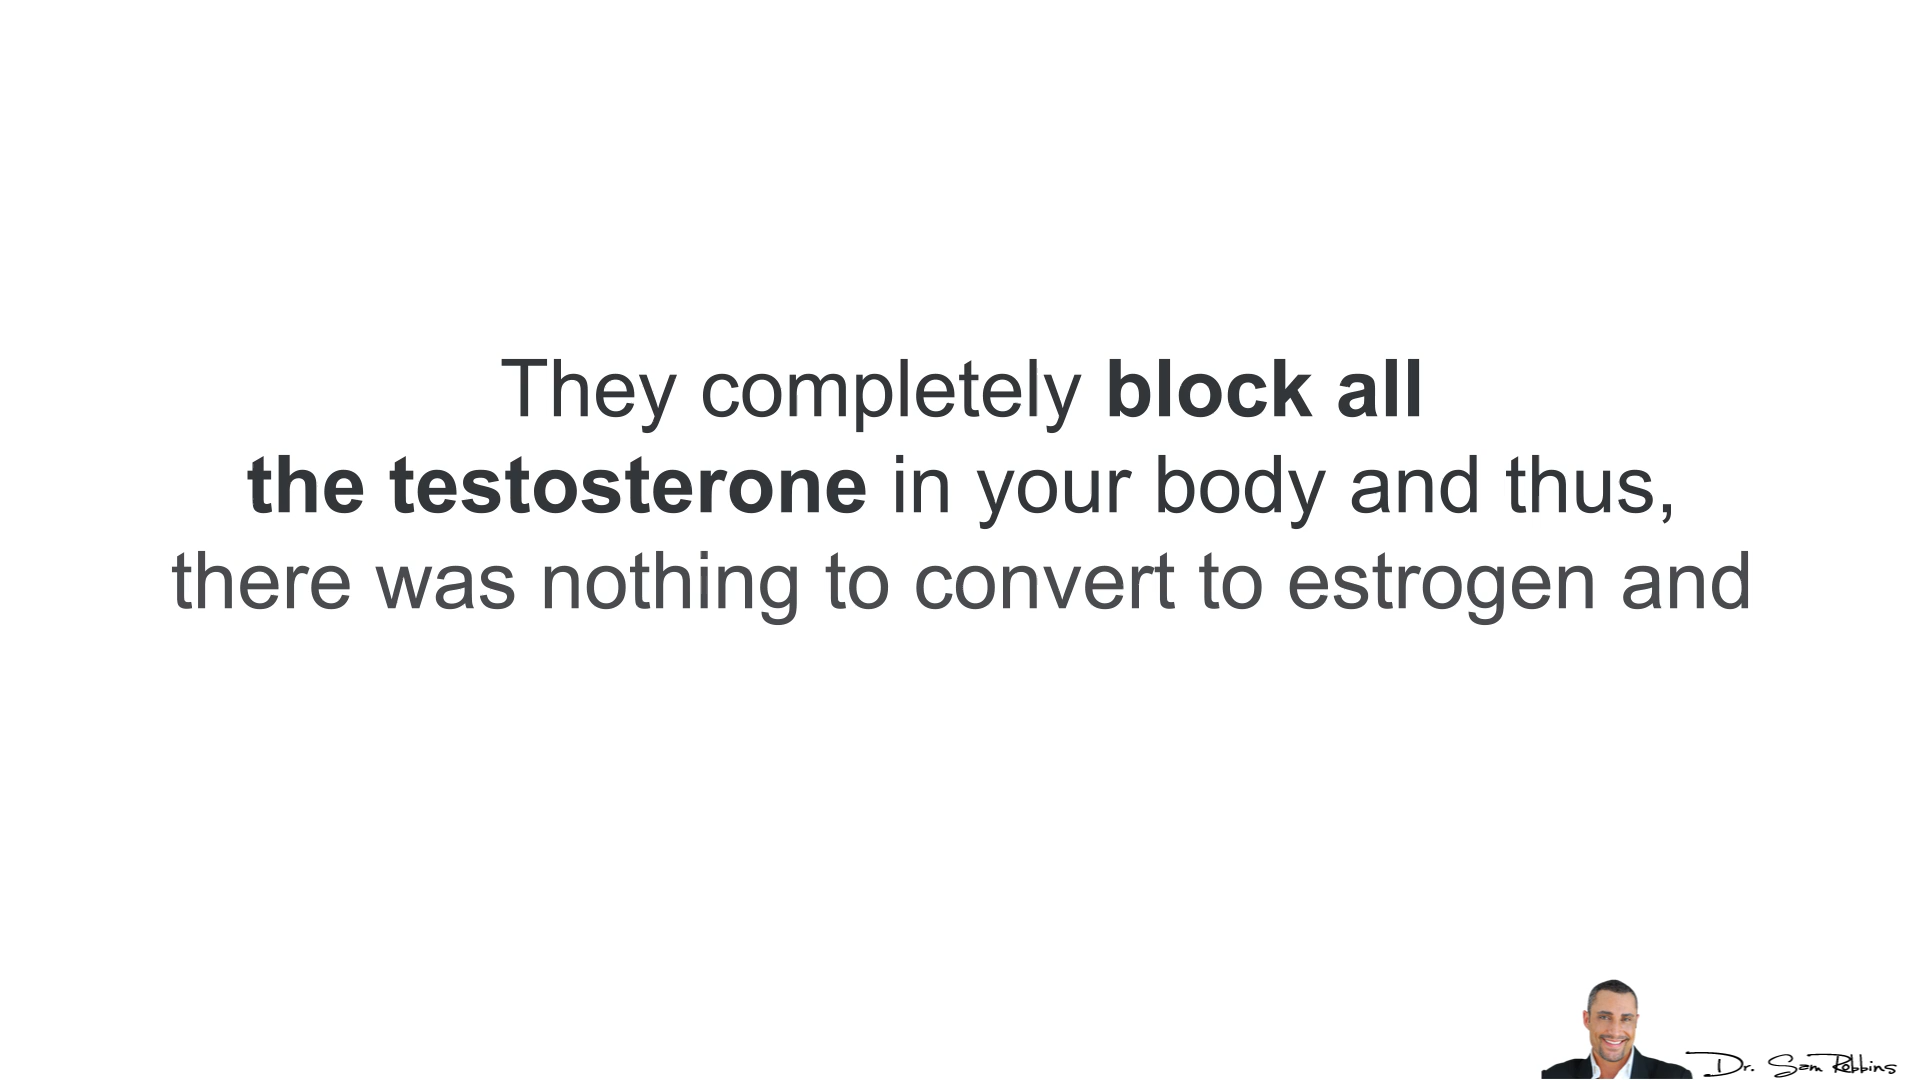 They completely block all
the testosterone in your body and thus,
there was nothing to convert to estrogen and
Dr. Sam Robbins